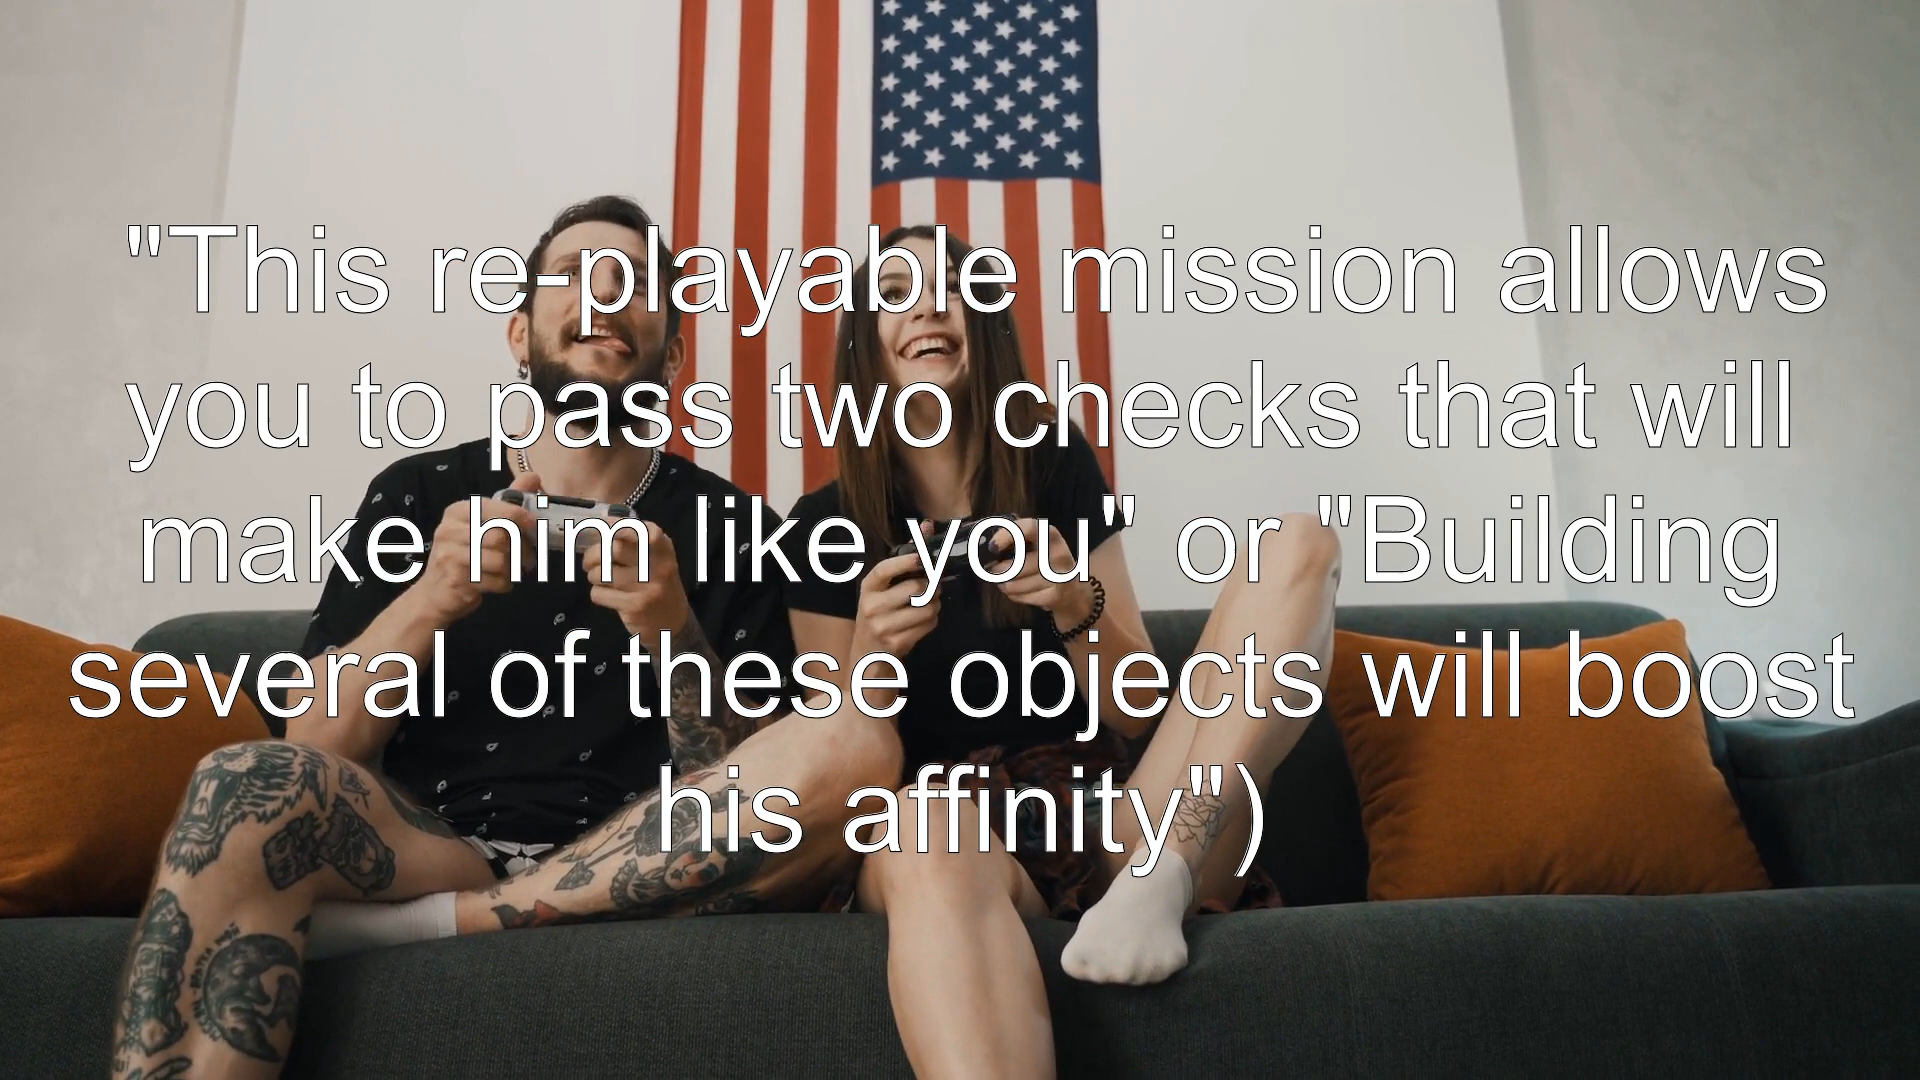 "This re-playable mission allows
you to pass two checks that will
make him like you" or "Building
several of these objects will boost
his affinity")